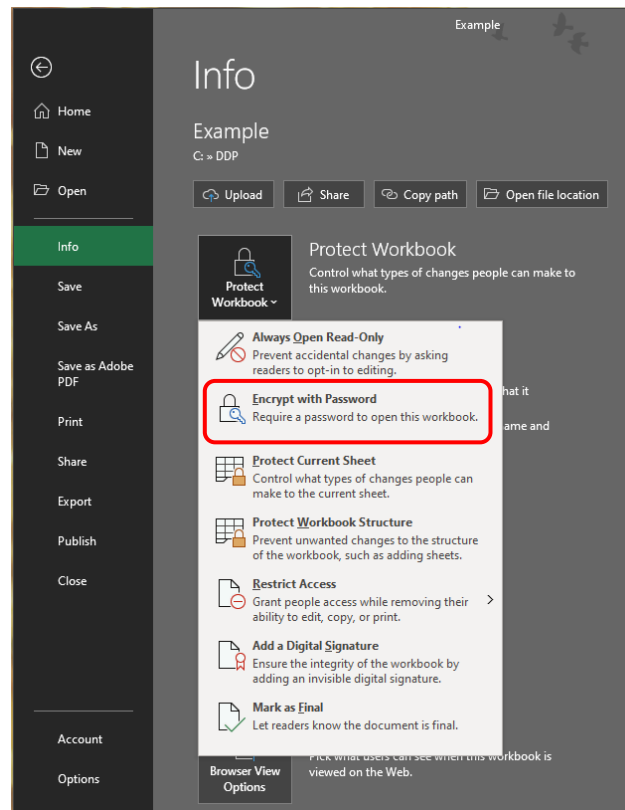 Example
Info
Home
New
Open
Info
Save
Save As
Save as Adobe
PDF
Print
Share
Export
Publish
Close
Account
Options
Example
C: » DDP
Upload
Share
Copy path
Open file location
Protect
Workbook
Protect Workbook
Control what types of changes people can make to
this workbook.
Always Open Read-Only
Prevent accidental changes by asking
readers to opt-in to editing.
Encrypt with Password
Require a password to open this workbook.
hat it
ame and
Protect Current Sheet
Control what types of changes people can
make to the current sheet.
Protect Workbook Structure
Prevent unwanted changes to the structure
of the workbook, such as adding sheets.
Restrict Access
Grant people access while removing their
ability to edit, copy, or print.
Add a Digital Signature
Ensure the integrity of the workbook by
adding an invisible digital signature.
Mark as Final
Let readers know the document is final.
Browser View
Options
Pick what users can see when this workbook is
viewed on the Web.